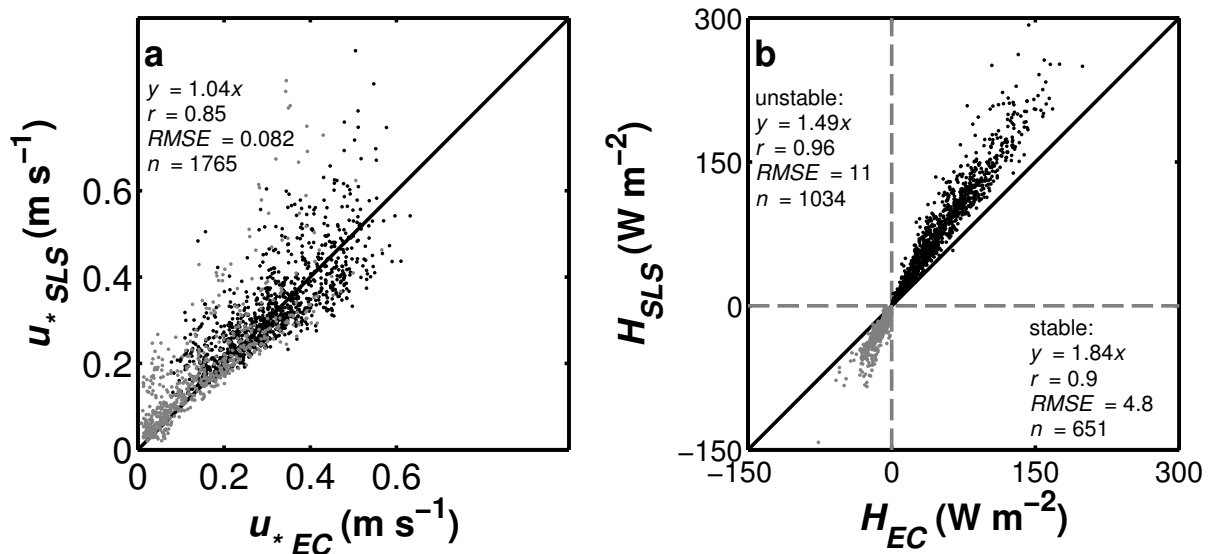 a
y = 1.04x
r = 0.85
RMSE = 0.082
n = 1765
0.6
0.4
0.2
0
0 0.2 0.4 0.6
u* SLS (m s−1)
u* EC (m s−1)
b
unstable:
y = 1.49x
r = 0.96
RMSE = 11
n = 1034
stable:
y = 1.84x
r = 0.9
RMSE = 4.8
n = 651
300
150
0
−150
−150 0 150 300
HSLS (W m−2)
HEC (W m−2)